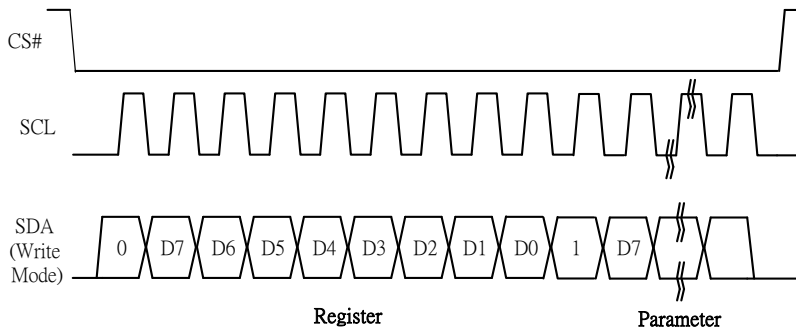 CS#
SCL
SDA
(Write
Mode)
0 D7 D6 D5 D4 D3 D2 D1 D0 1 D7
Register Parameter